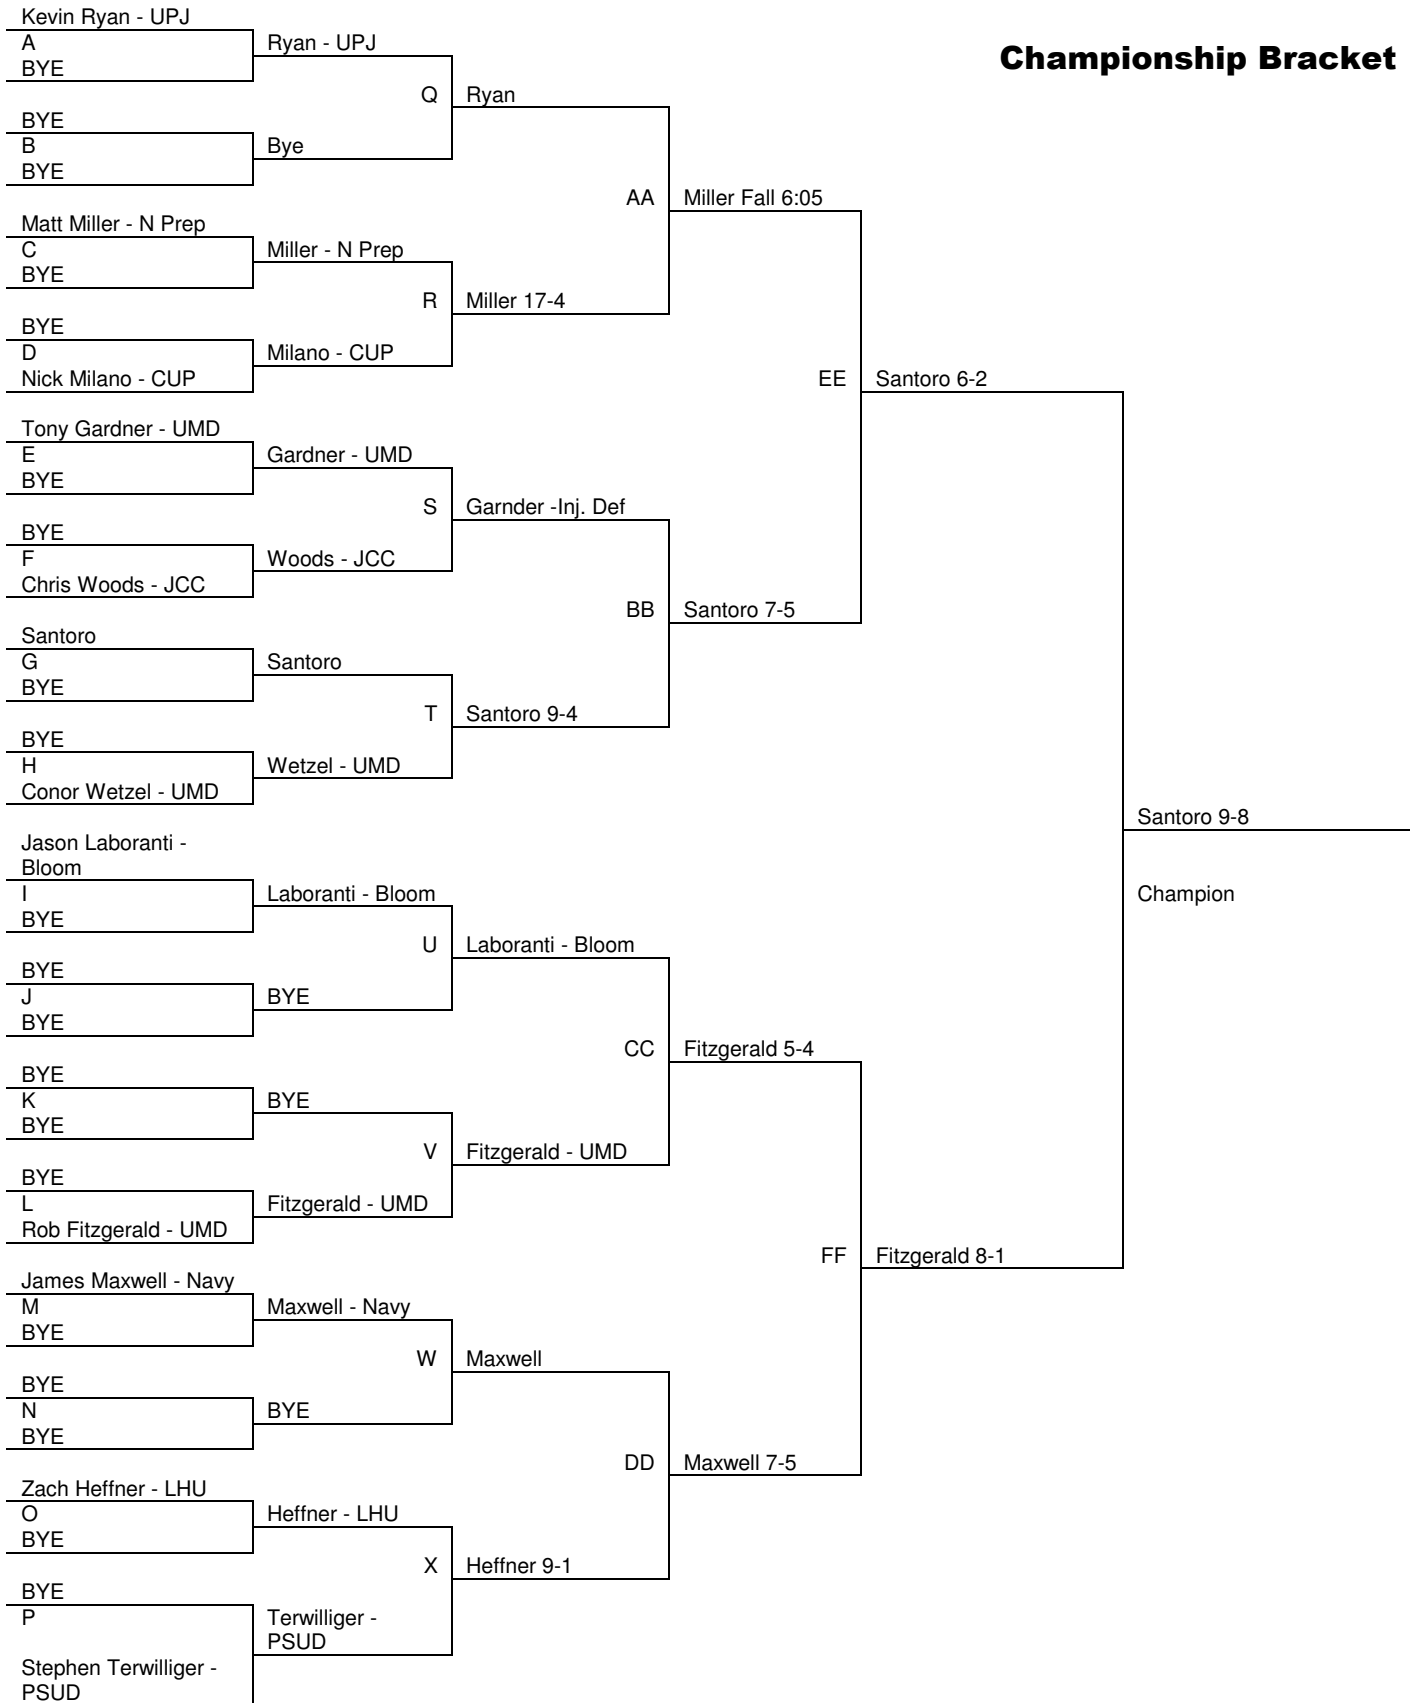 Championship Bracket
Kevin Ryan - UPJ
A
BYE
Ryan - UPJ
Q
Ryan
BYE
B
BYE
Bye
AA
Miller Fall 6:05
Matt Miller - N Prep
C
BYE
Miller - N Prep
R
Miller 17-4
BYE
D
Nick Milano - CUP
Milano - CUP
EE
Santoro 6-2
Tony Gardner - UMD
E
BYE
Gardner - UMD
S
Garnder -Inj. Def
BYE
F
Chris Woods - JCC
Woods - JCC
BB
Santoro 7-5
Santoro
G
BYE
Santoro
T
Santoro 9-4
BYE
H
Conor Wetzel - UMD
Wetzel - UMD
Santoro 9-8
Champion
Jason Laboranti -
Bloom
I
BYE
Laboranti - Bloom
U
Laboranti - Bloom
BYE
J
BYE
BYE
CC
Fitzgerald 5-4
BYE
K
BYE
BYE
V
Fitzgerald - UMD
BYE
L
Rob Fitzgerald - UMD
Fitzgerald - UMD
FF
Fitzgerald 8-1
James Maxwell - Navy
M
BYE
Maxwell - Navy
W
Maxwell
BYE
N
BYE
BYE
DD
Maxwell 7-5
Zach Heffner - LHU
O
BYE
Heffner - LHU
X
Heffner 9-1
BYE
P
Stephen Terwilliger -
PSUD
Terwilliger -
PSUD